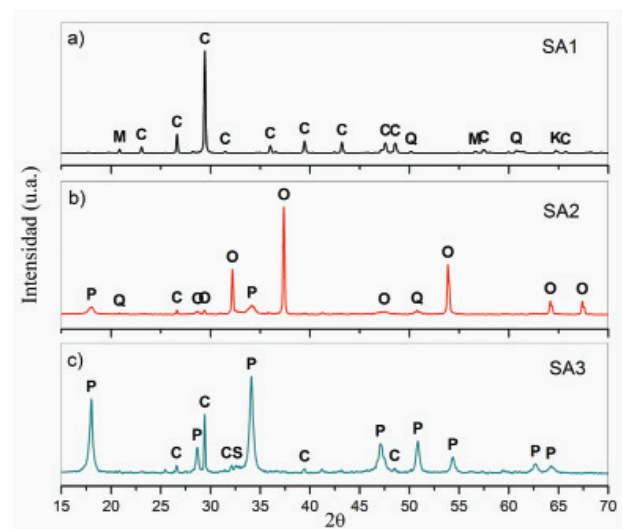 a) SA1
C
M C C C C C C CC Q MC Q KC
b) SA2
O
P Q C OO O P O Q O O O
c) SA3
P C P C CS P C P C P P P P
Intensidad (u.a.)
15 20 25 30 35 40 45 50 55 60 65 70
2θ